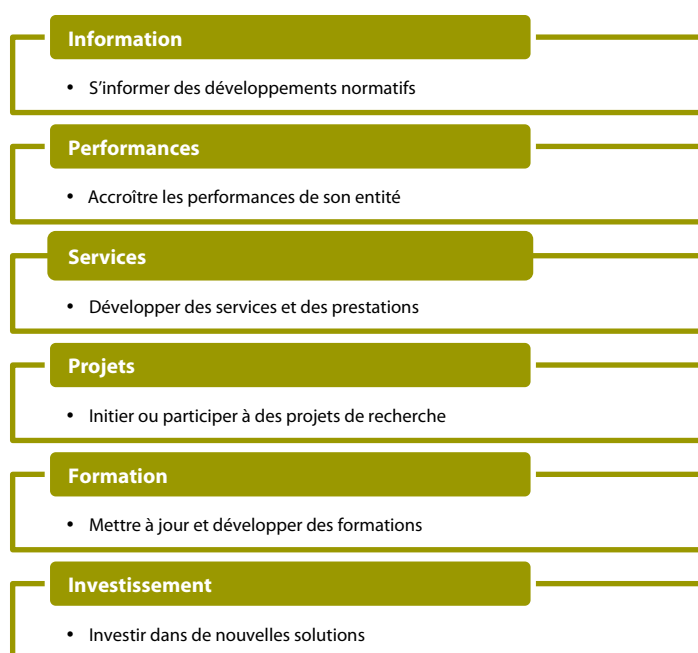 Information
• S’informer des développements normatifs
Performances
• Accroître les performances de son entité
Services
• Développer des services et des prestations
Projets
• Initier ou participer à des projets de recherche
Formation
• Mettre à jour et développer des formations
Investissement
• Investir dans de nouvelles solutions